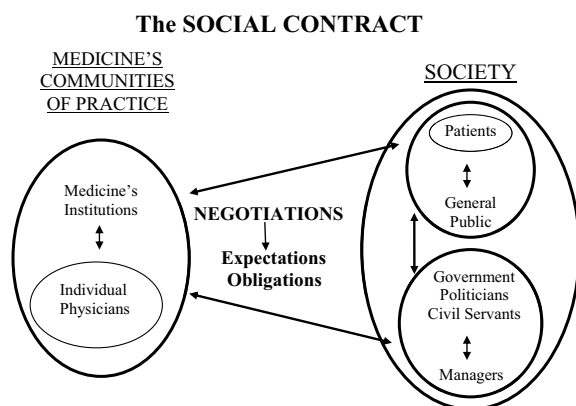 The SOCIAL CONTRACT
MEDICINE'S
COMMUNITIES
OF PRACTICE
Medicine's
Institutions
Individual
Physicians
NEGOTIATIONS
Expectations
Obligations
SOCIETY
Patients
General
Public
Government
Politicians
Civil Servants
Managers